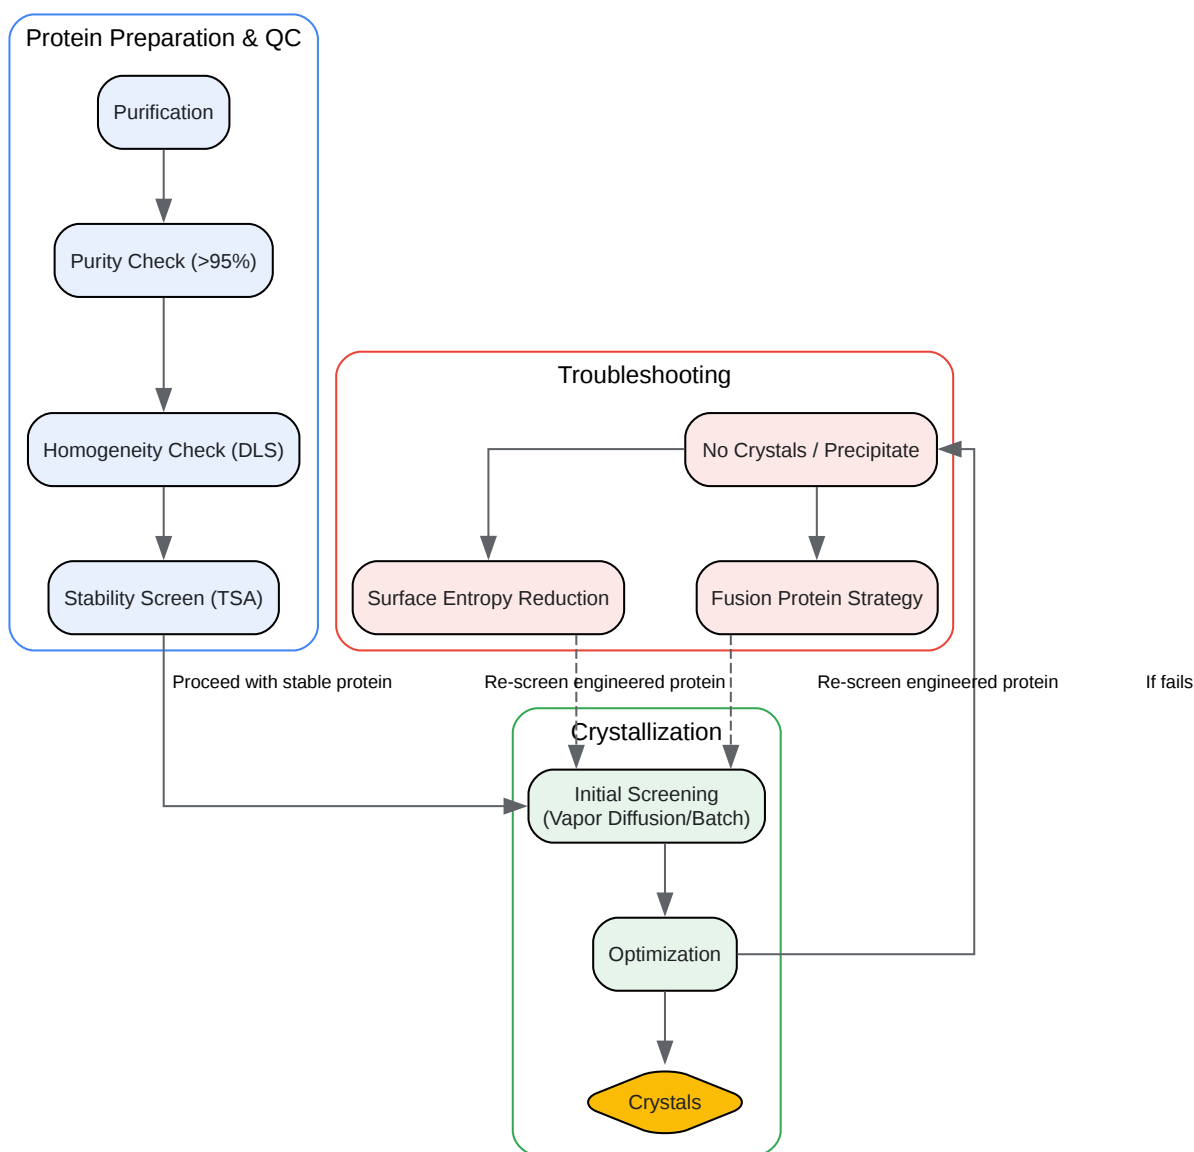 Protein Preparation & QC
Purification
Purity Check (>95%)
Homogeneity Check (DLS)
Stability Screen (TSA)
Troubleshooting
No Crystals / Precipitate
Surface Entropy Reduction
Fusion Protein Strategy
Proceed with stable protein
Re-screen engineered protein
Re-screen engineered protein
If fails
Crystallization
Initial Screening
(Vapor Diffusion/Batch)
Optimization
Crystals